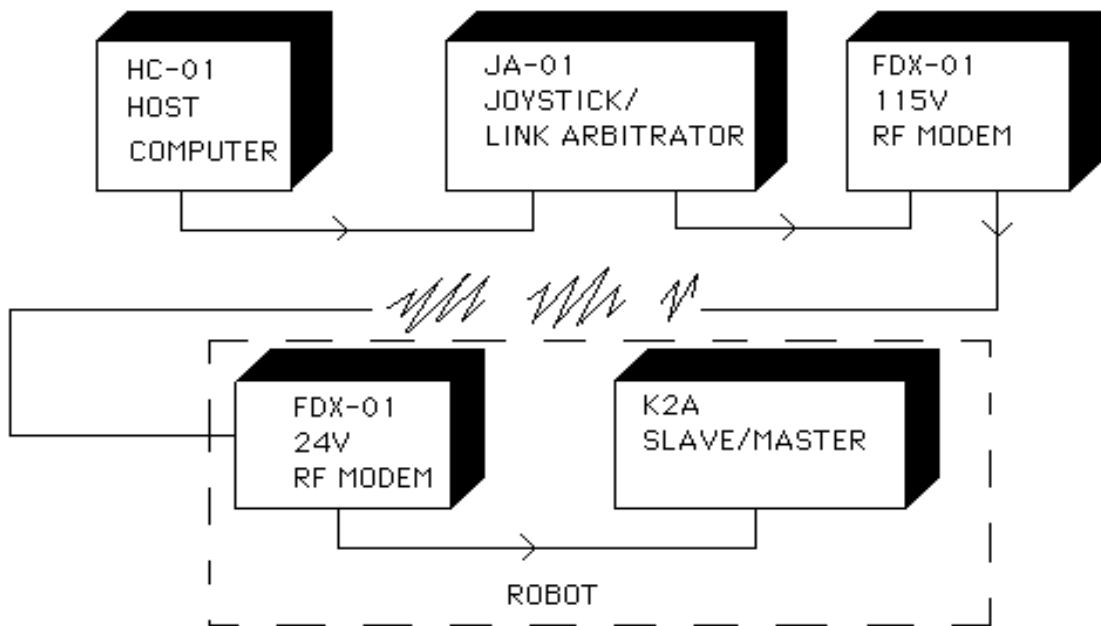 HC-01
HOST
COMPUTER
JA-01
JOYSTICK/
LINK ARBITRATOR
FDX-01
115V
RF MODEM
FDX-01
24V
RF MODEM
K2A
SLAVE/MASTER
ROBOT